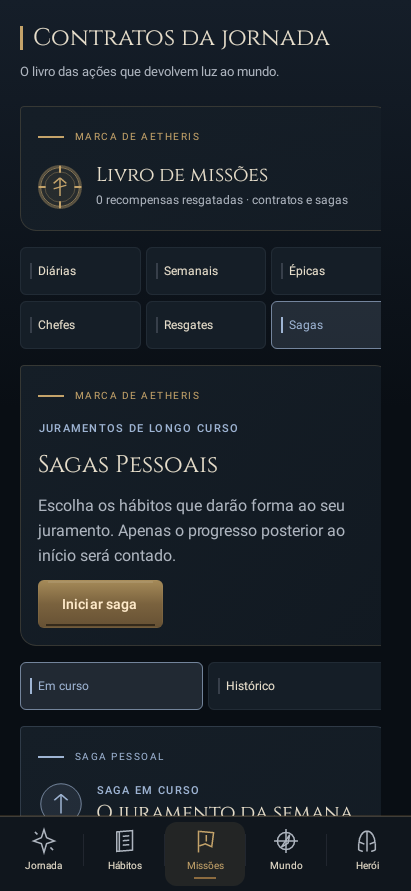 Contratos da jornada
O livro das ações que devolvem luz ao mundo.
MARCA DE AETHERIS
Livro de missões
0 recompensas resgatadas · contratos e sagas
Diárias
Semanais
Épicas
Chefes
Resgates
Sagas
MARCA DE AETHERIS
JURAMENTOS DE LONGO CURSO
Sagas Pessoais
Escolha os hábitos que darão forma ao seu
juramento. Apenas o progresso posterior ao
início será contado.
Iniciar saga
Em curso
Histórico
SAGA PESSOAL
SAGA EM CURSO
O juramento da semana
Jornada
Hábitos
Missões
Mundo
Herói